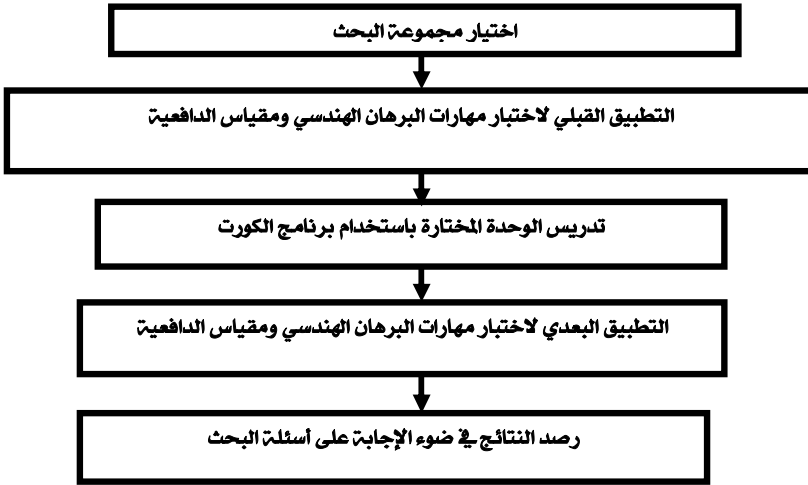 اختيار مجموعة البحث
التطبيق القبلي لاختبار مهارات البرهان الهندسي ومقياس الدافعية
تدريس الوحدة المختارة باستخدام برنامج الكورت
التطبيق البعدي لاختبار مهارات البرهان الهندسي ومقياس الدافعية
رصد النتائج في ضوء الإجابة على أسئلة البحث